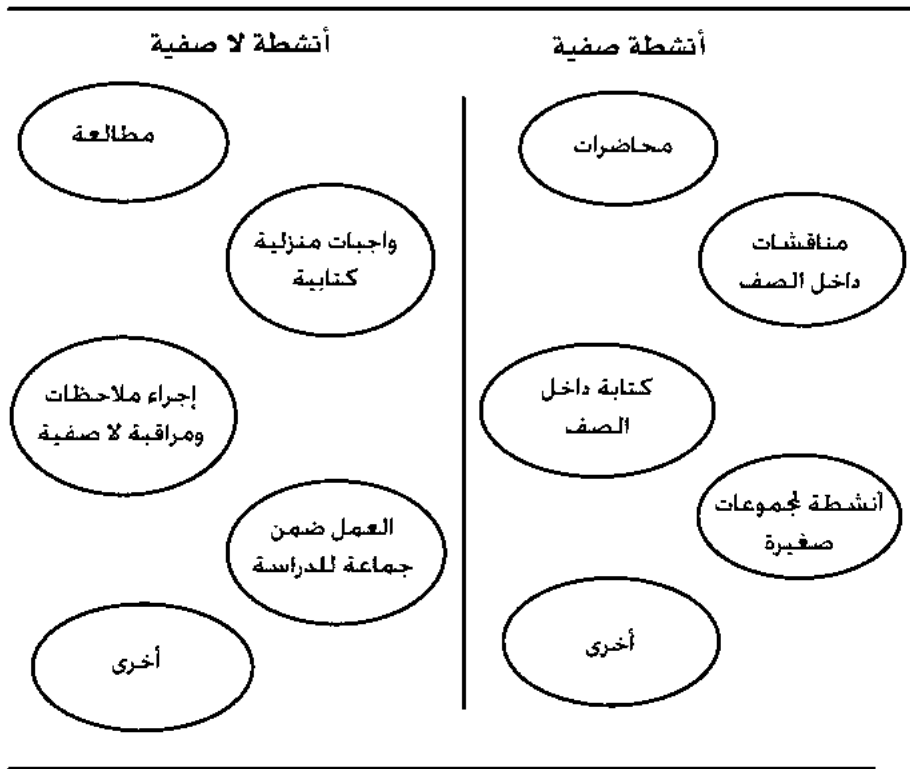 أنشطة صفية
محاضرات
مناقشات
داخل الصف
كتابة داخل
الصف
أنشطة لمجموعات
صغيرة
أخرى
أنشطة لا صفية
مطالعة
واجبات منزلية
كتابية
إجراء ملاحظات
ومراقبة لا صفية
العمل ضمن
جماعة للدراسة
أخرى